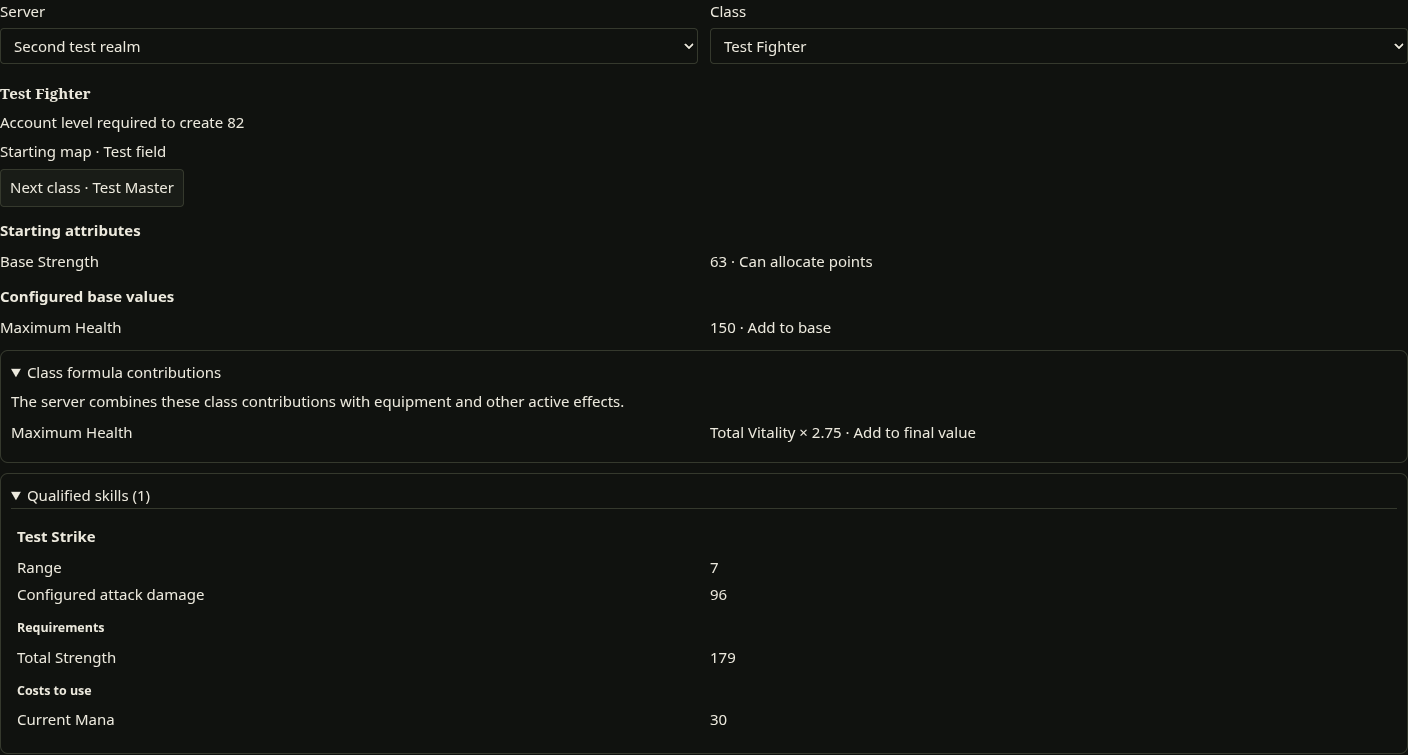 Server
Class
Second test realm
Test Fighter
Test Fighter
Account level required to create 82
Starting map · Test field
Next class · Test Master
Starting attributes
Base Strength 63 · Can allocate points
Configured base values
Maximum Health 150 · Add to base
▼ Class formula contributions
The server combines these class contributions with equipment and other active effects.
Maximum Health Total Vitality × 2.75 · Add to final value
▼ Qualified skills (1)
Test Strike
Range 7
Configured attack damage 96
Requirements
Total Strength 179
Costs to use
Current Mana 30